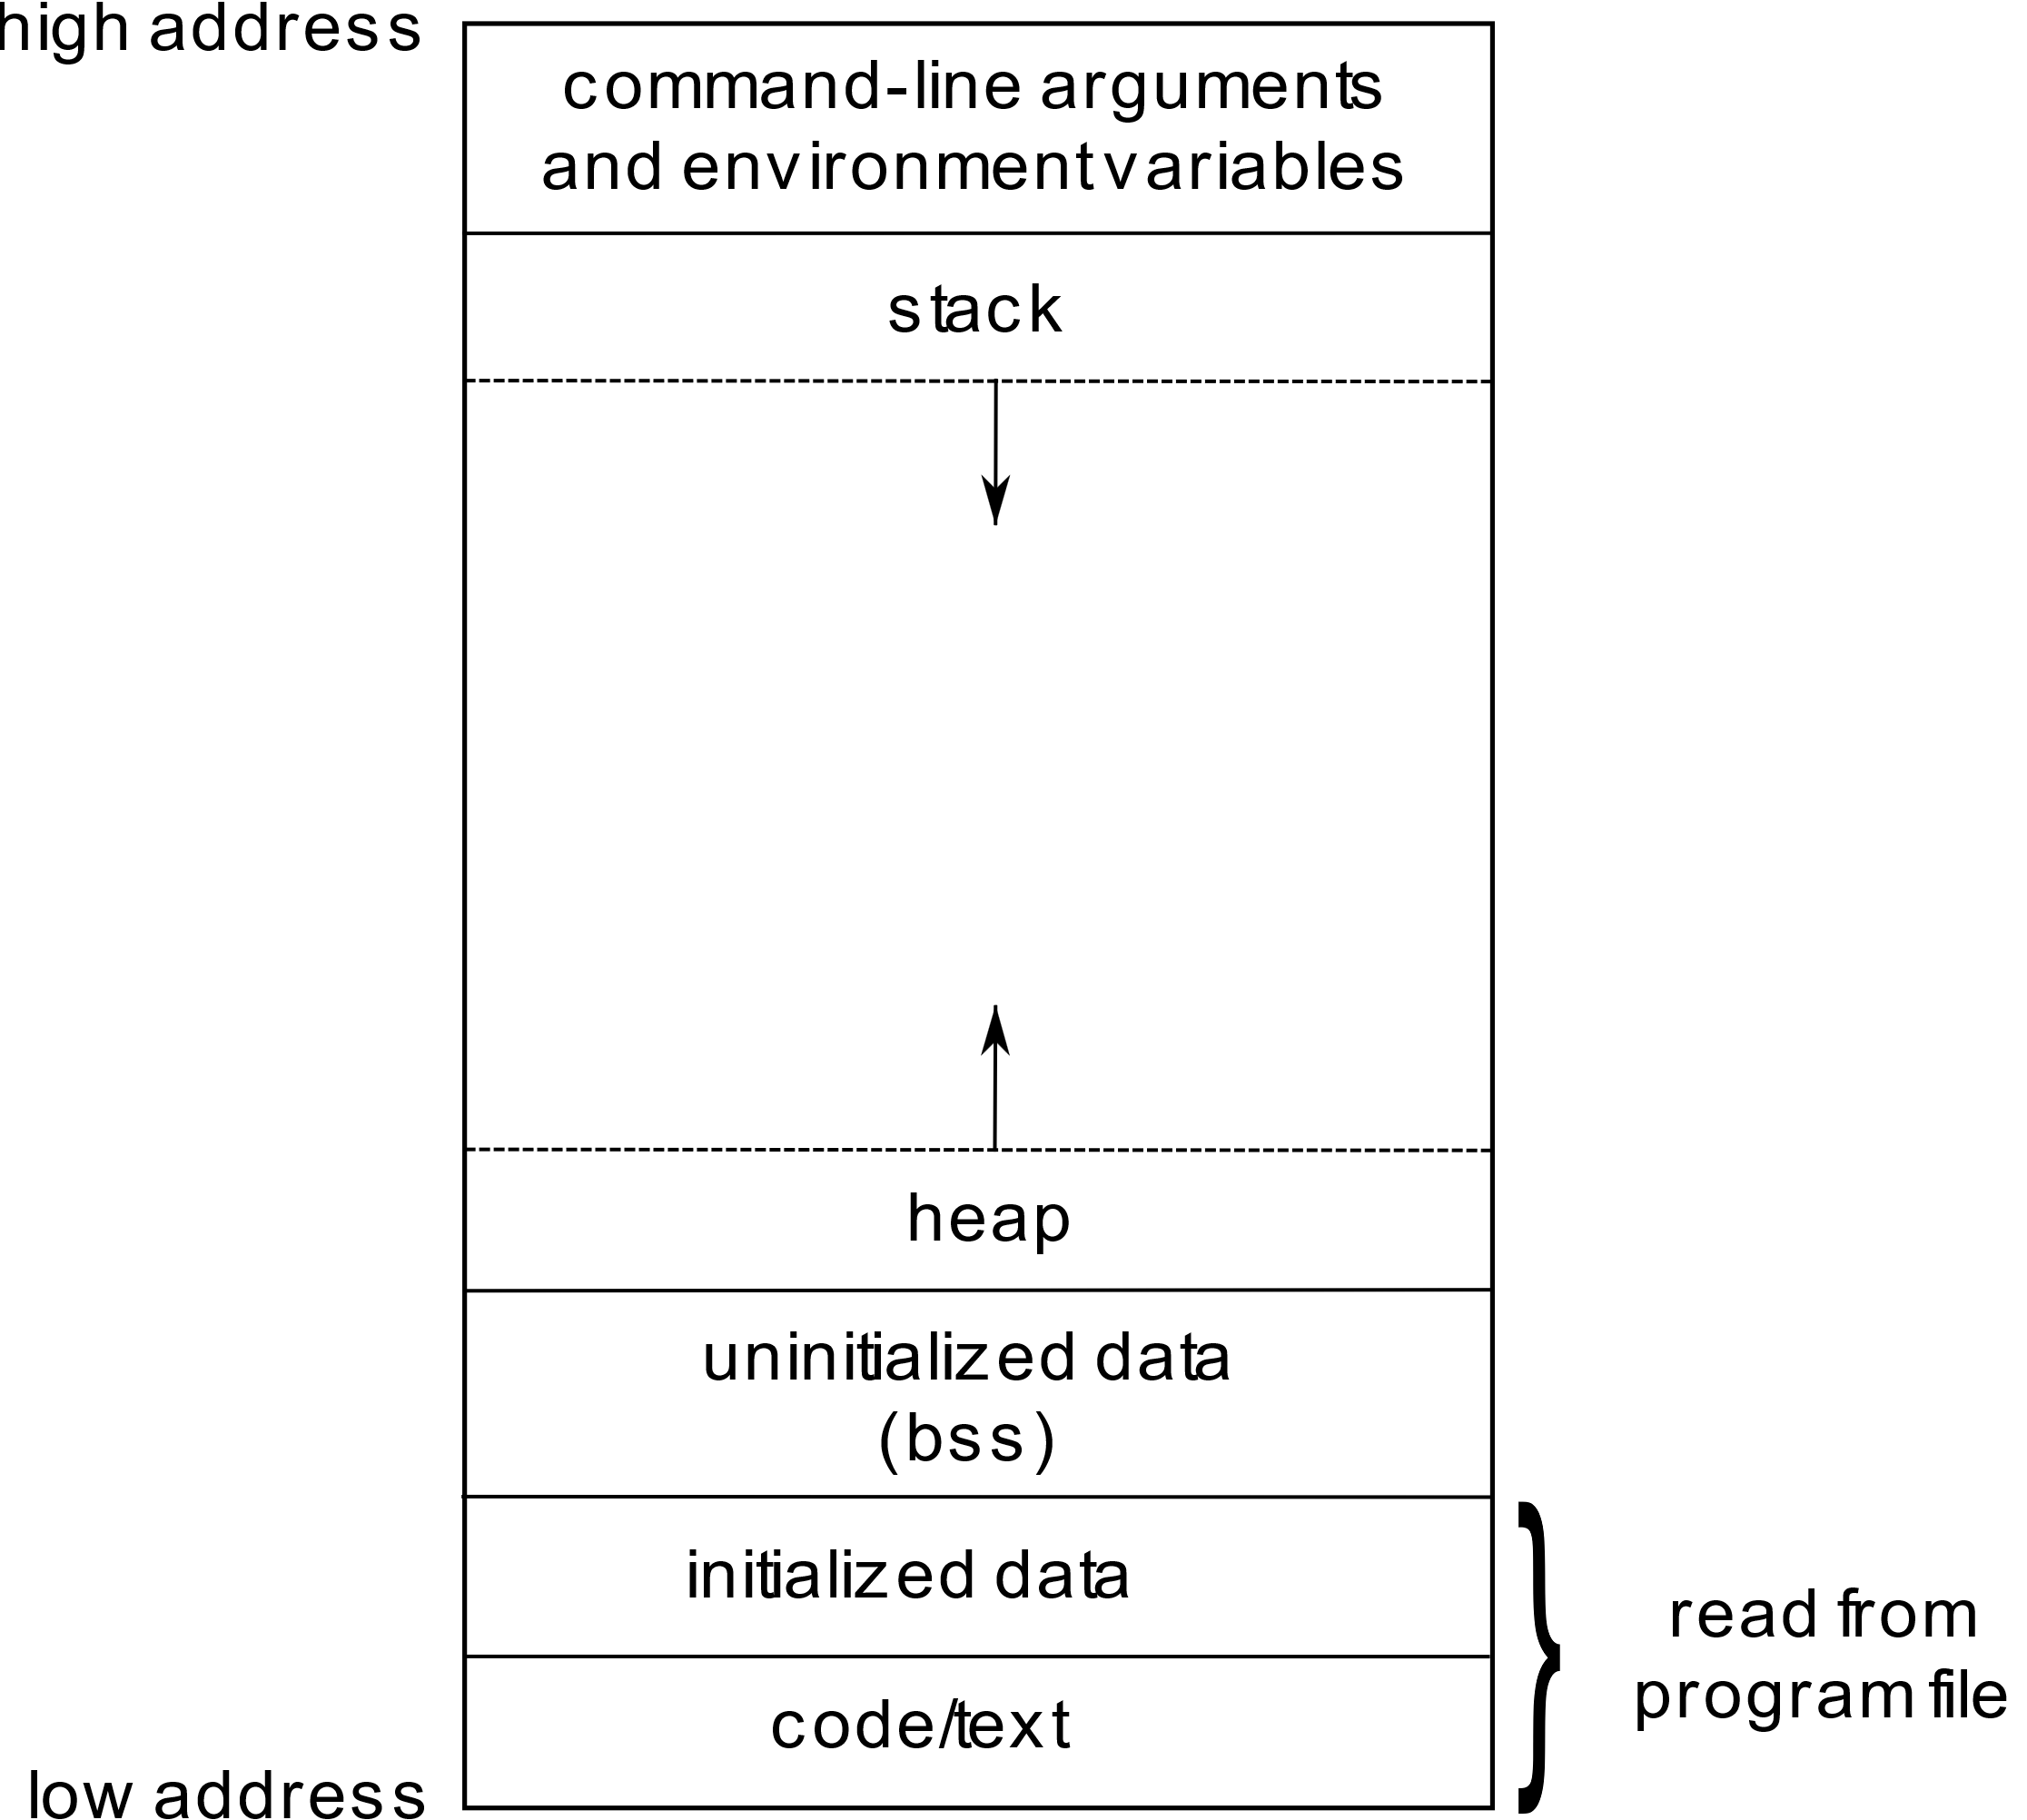 high address
command-line arguments
and environment variables
stack
heap
uninitialized data
(bss)
initialized data
read from
program file
code/text
low address